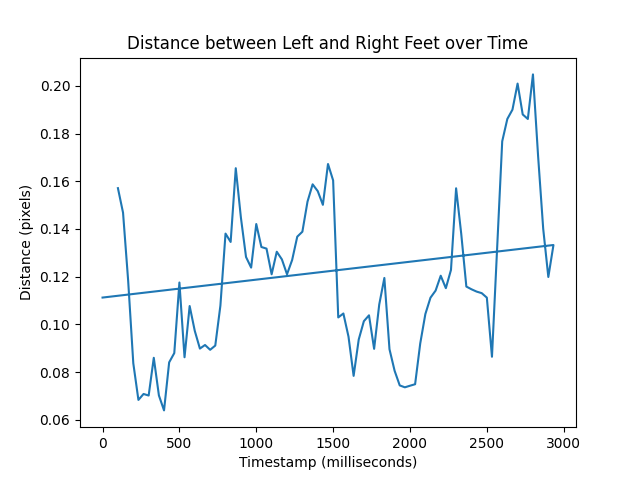 Distance between Left and Right Feet over Time
0.20
0.18
0.16
0.14
0.12
0.10
0.08
0.06
Distance (pixels)
0 500 1000 1500 2000 2500 3000
Timestamp (milliseconds)